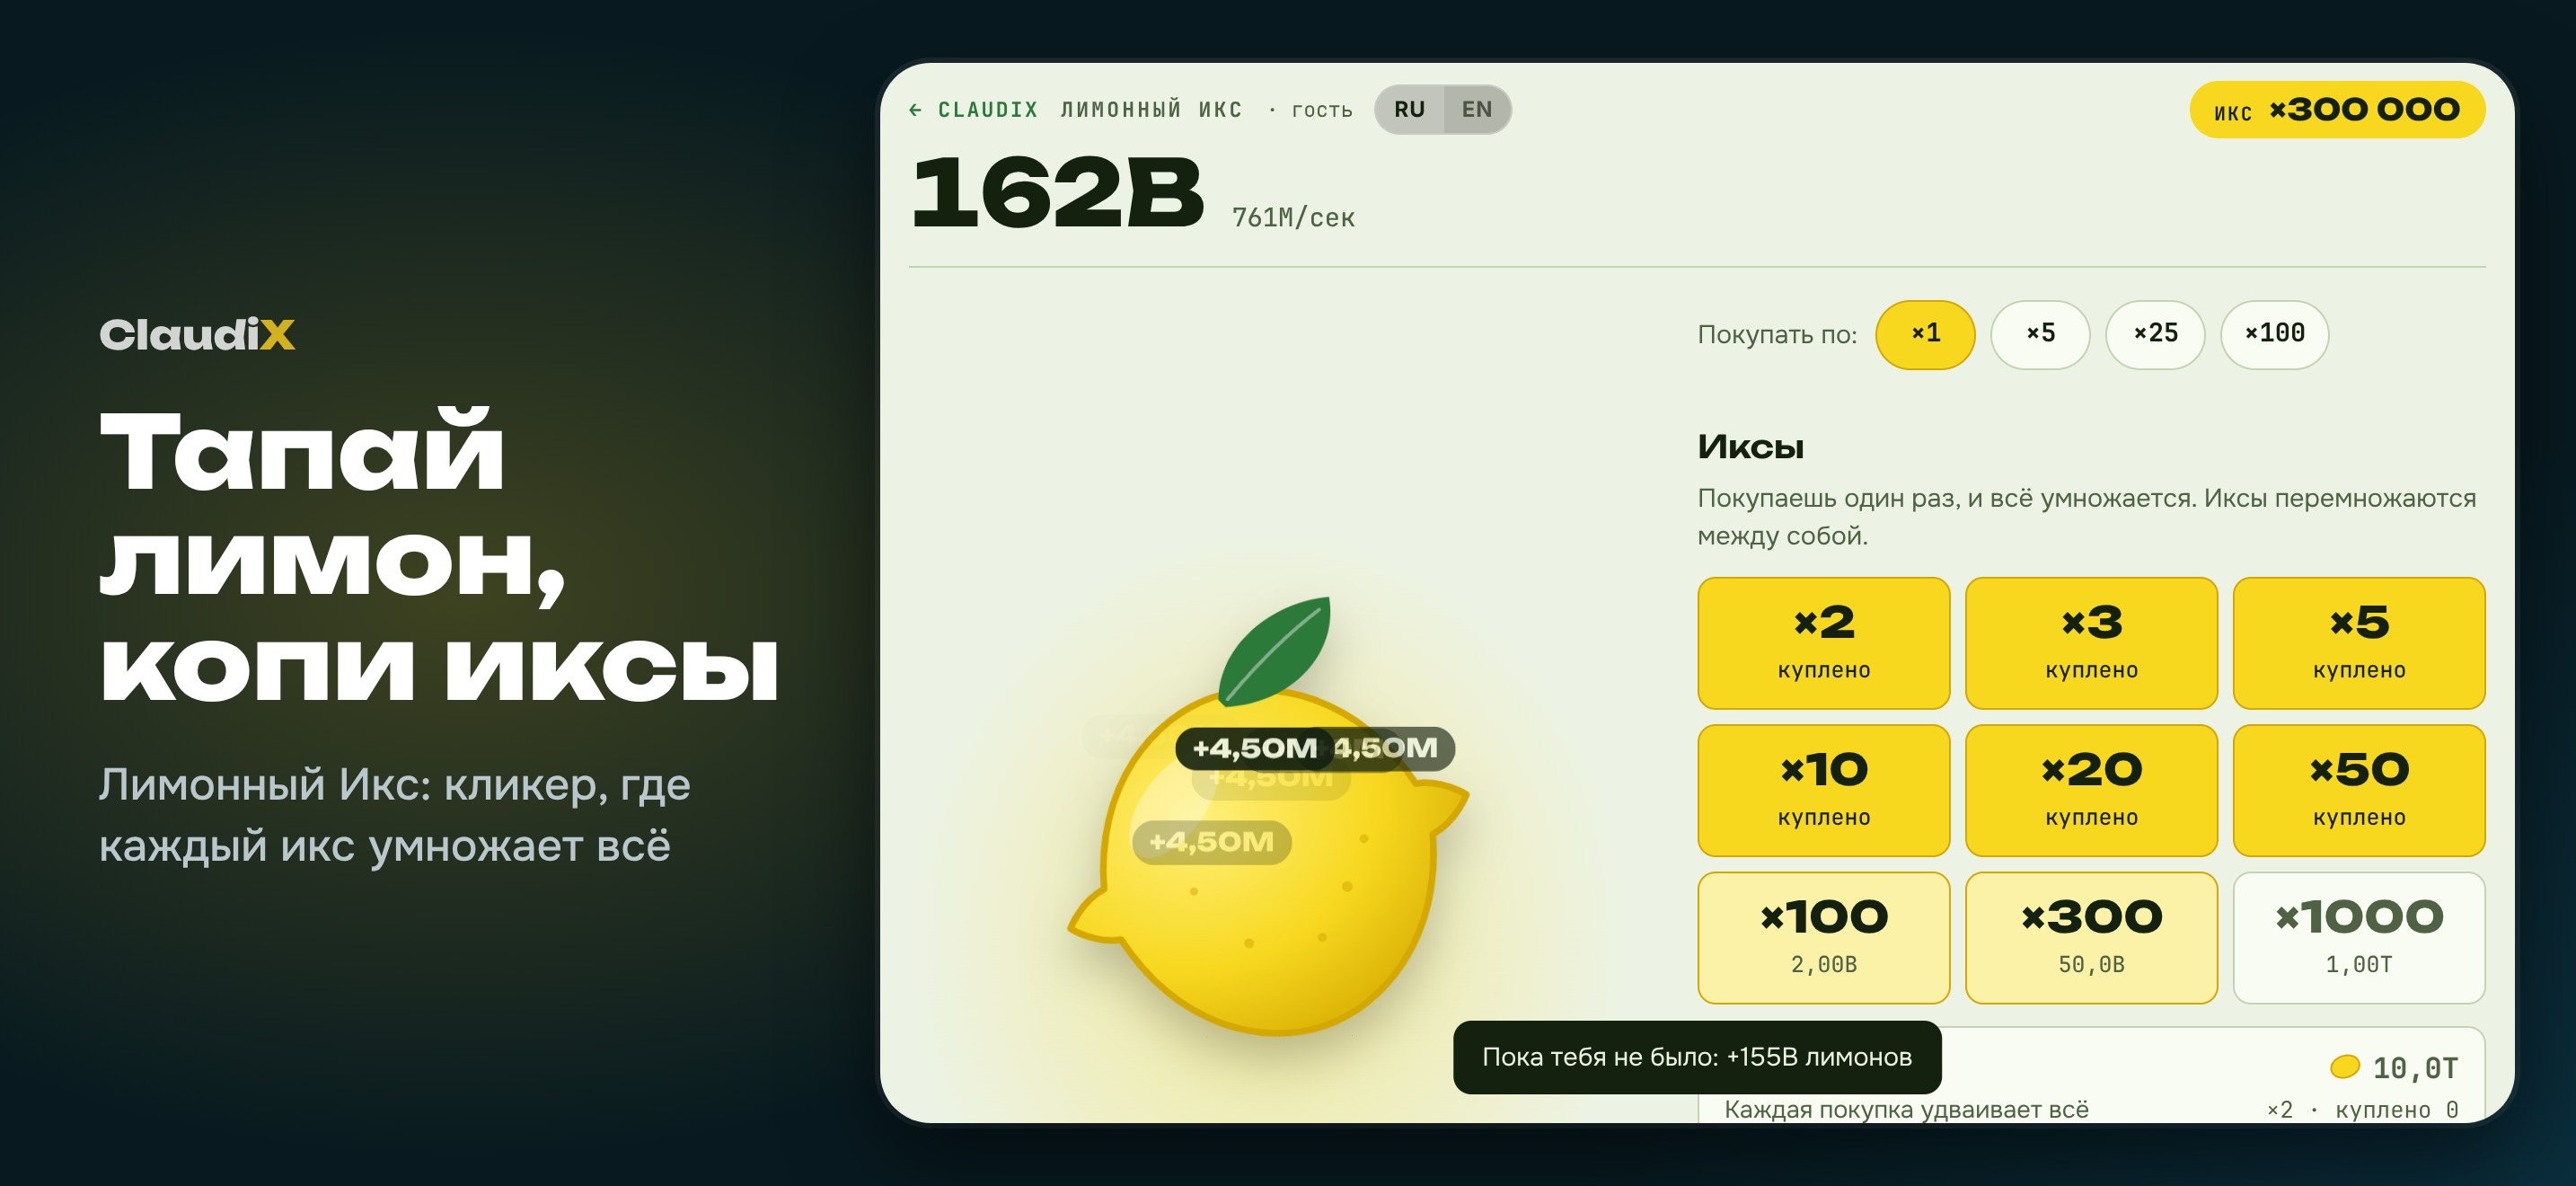 ClaudiX
Тапай
лимон,
копи иксы
Лимонный Икс: кликер, где
каждый икс умножает всё
← CLAUDIX ЛИМОННЫЙ ИКС · гость RU EN
икс ×300 000
162B 761M/сек
Покупать по: ×1 ×5 ×25 ×100
Иксы
Покупаешь один раз, и всё умножается. Иксы перемножаются
между собой.
×2 ×3 ×5
куплено куплено куплено
×10 ×20 ×50
куплено куплено куплено
×100 ×300 ×1000
2,00B 50,0B 1,00T
+4,50M 4,50M
+4,50M
+4,50M
Пока тебя не было: +155B лимонов
10,0T
Каждая покупка удваивает всё ×2 · куплено 0